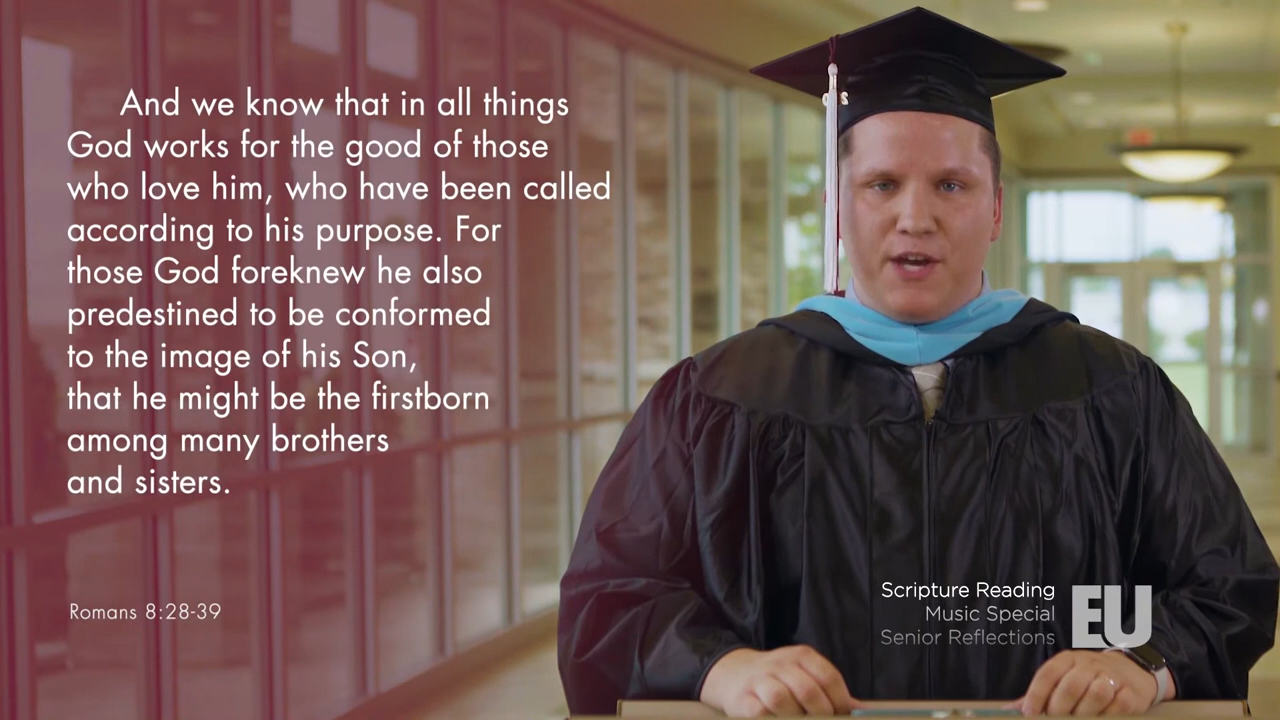 And we know that in all things
God works for the good of those
who love him, who have been called
according to his purpose. For
those God foreknew he also
predestined to be conformed
to the image of his Son,
that he might be the firstborn
among many brothers
and sisters.
Romans 8:28-39
Scripture Reading
Music Special
Senior Reflections
EU